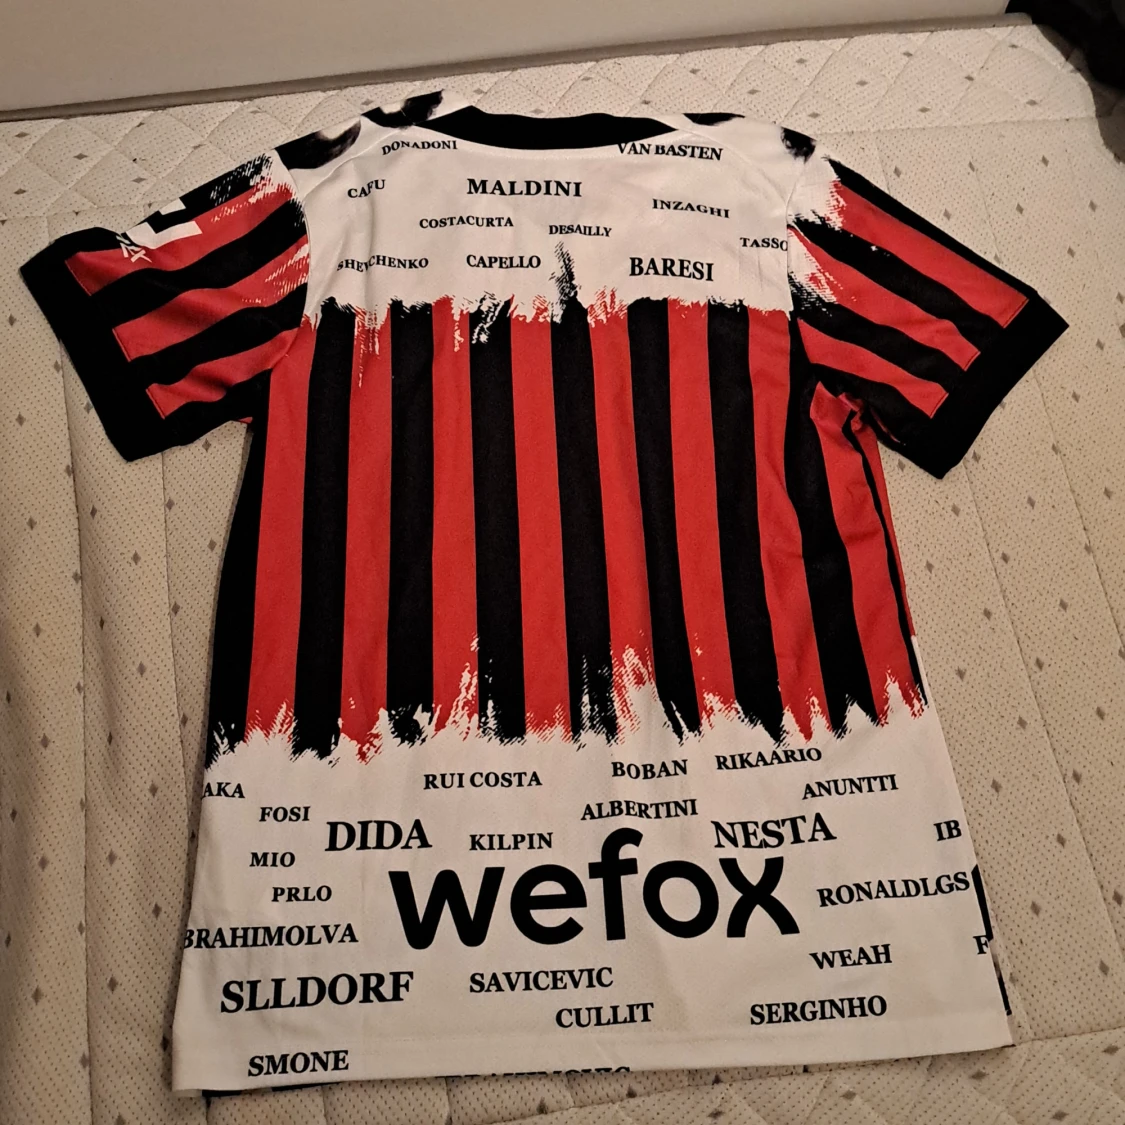 DONADONI
VAN BASTEN
CAFU
MALDINI
INZAGHI
COSTACURTA
DESAILLY
TASSO
SHEVCHENKO
CAPELLO
BARESI
RUI COSTA
BOBAN
RIKAARIO
AKA
ANUNTTI
FOSI
ALBERTINI
DIDA
KILPIN
NESTA
IB
MIO
wefox
PRLO
RONALDLGS
BRAHIMOLVA
WEAH
F
SLLDORF
SAVICEVIC
CULLIT
SERGINHO
SMONE